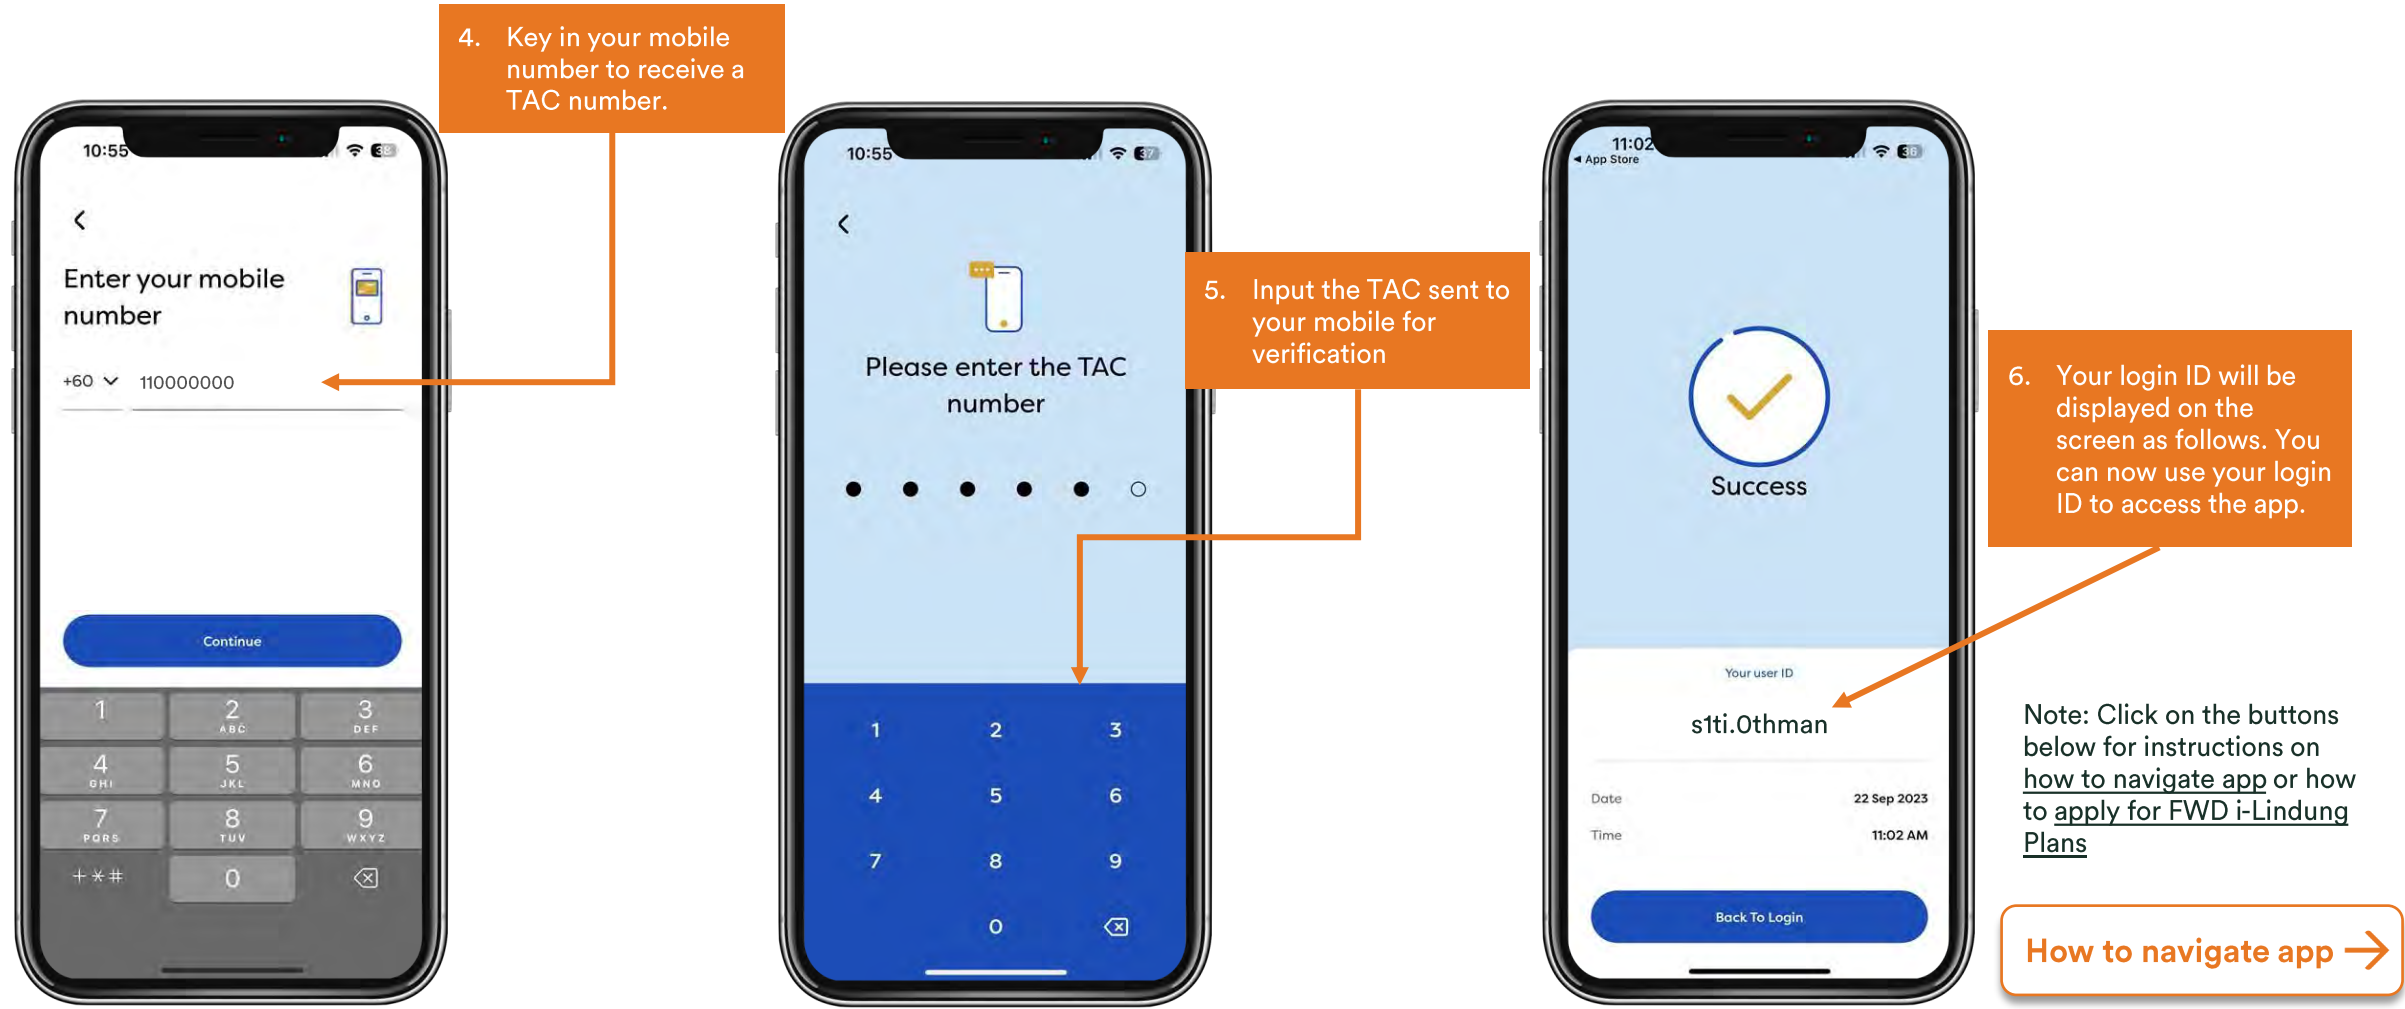 4. Key in your mobile
number to receive a
TAC number.
10:55
38
Enter your mobile
number
+60 110000000
Continue
1
2
ABC
3
DEF
4
GHI
5
JKL
6
MNO
7
PQRS
8
TUV
9
WXYZ
+*#
0
10:55
37
Please enter the TAC
number
1 2 3
4 5 6
7 8 9
0
5. Input the TAC sent to
your mobile for
verification
11:02
◀ App Store
36
Success
Your user ID
s1ti.0thman
Date 22 Sep 2023
Time 11:02 AM
Back To Login
6. Your login ID will be
displayed on the
screen as follows. You
can now use your login
ID to access the app.
Note: Click on the buttons
below for instructions on
how to navigate app or how
to apply for FWD i-Lindung
Plans
How to navigate app →